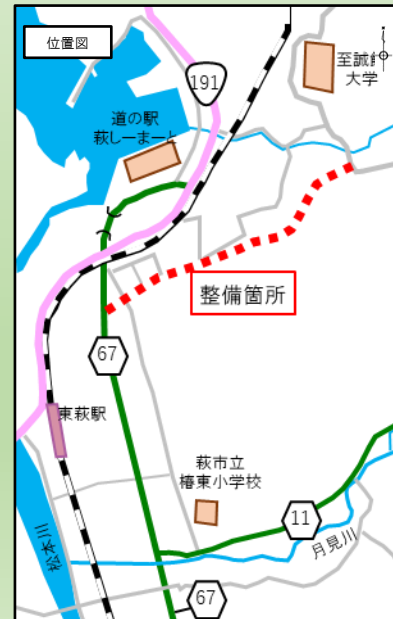 位置図
191
至誠館
大学
道の駅
萩しーまーと
整備箇所
67
東萩駅
萩市立
椿東小学校
11
月見川
松本川
67